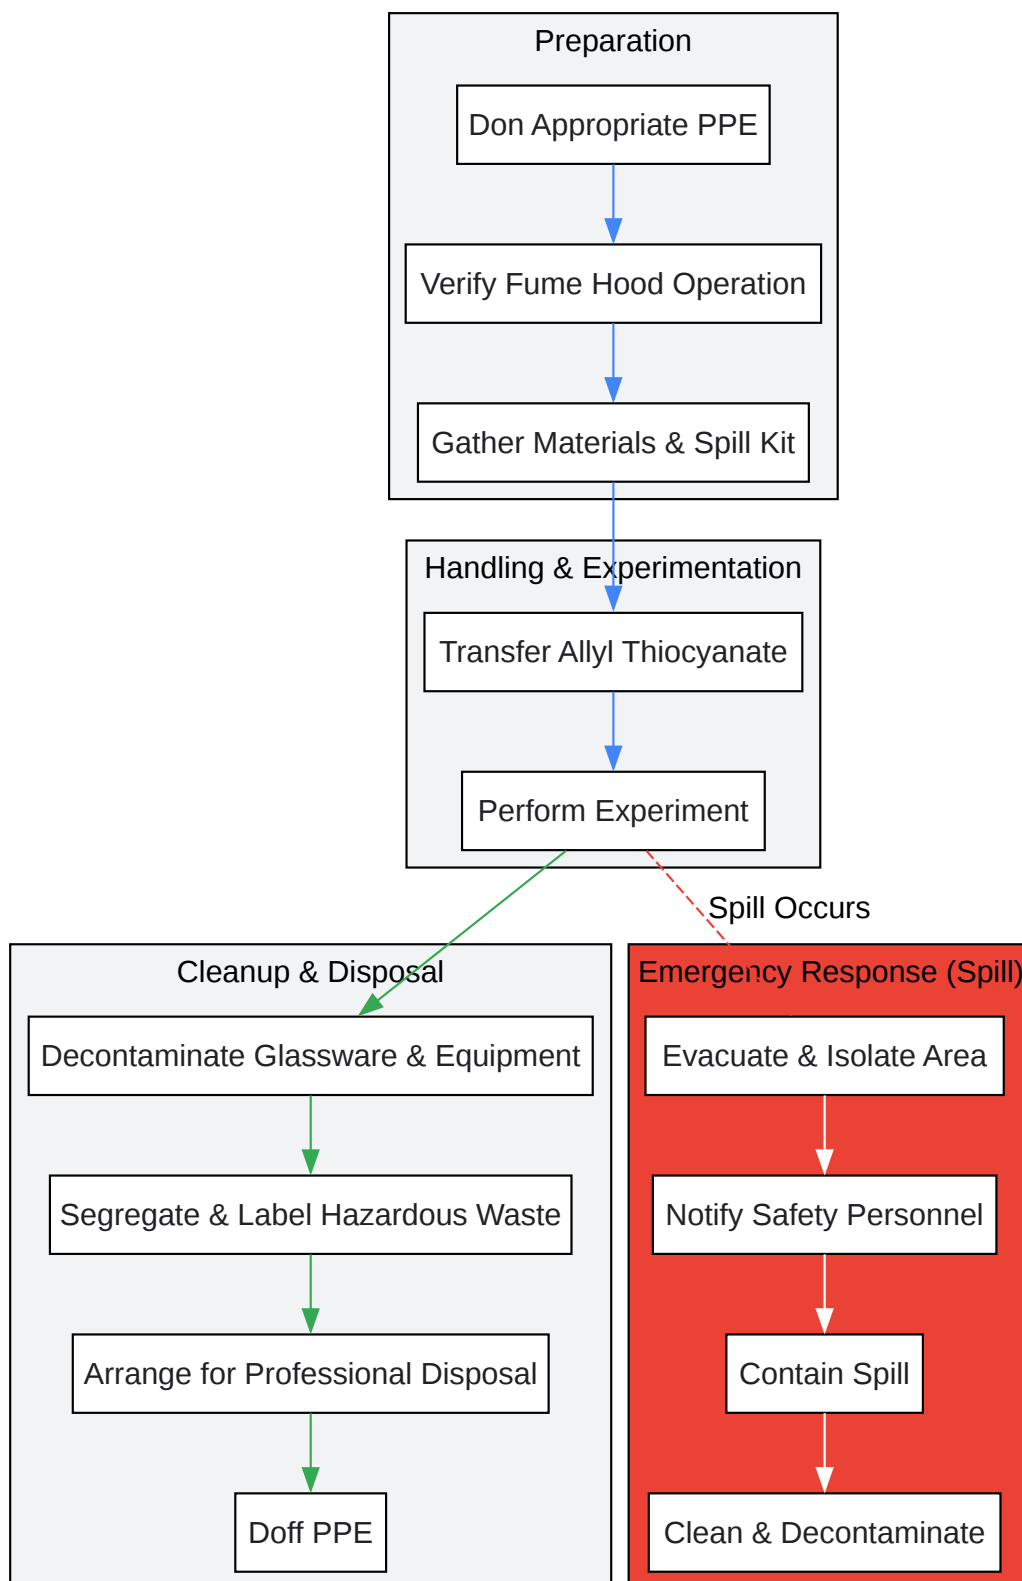 Preparation
Don Appropriate PPE
Verify Fume Hood Operation
Gather Materials & Spill Kit
Handling & Experimentation
Transfer Allyl Thiocyanate
Perform Experiment
Spill Occurs
Cleanup & Disposal
Decontaminate Glassware & Equipment
Segregate & Label Hazardous Waste
Arrange for Professional Disposal
Doff PPE
Emergency Response (Spill)
Evacuate & Isolate Area
Notify Safety Personnel
Contain Spill
Clean & Decontaminate